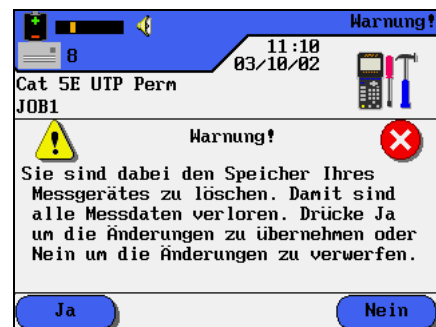 Warnung!
8
11:10
03/10/02
Cat 5E UTP Perm
JOB1
Warnung!
Sie sind dabei den Speicher Ihres
Messgerätes zu löschen. Damit sind
alle Messdaten verloren. Drücke Ja
um die Änderungen zu übernehmen oder
Nein um die Änderungen zu verwerfen.
Ja
Nein